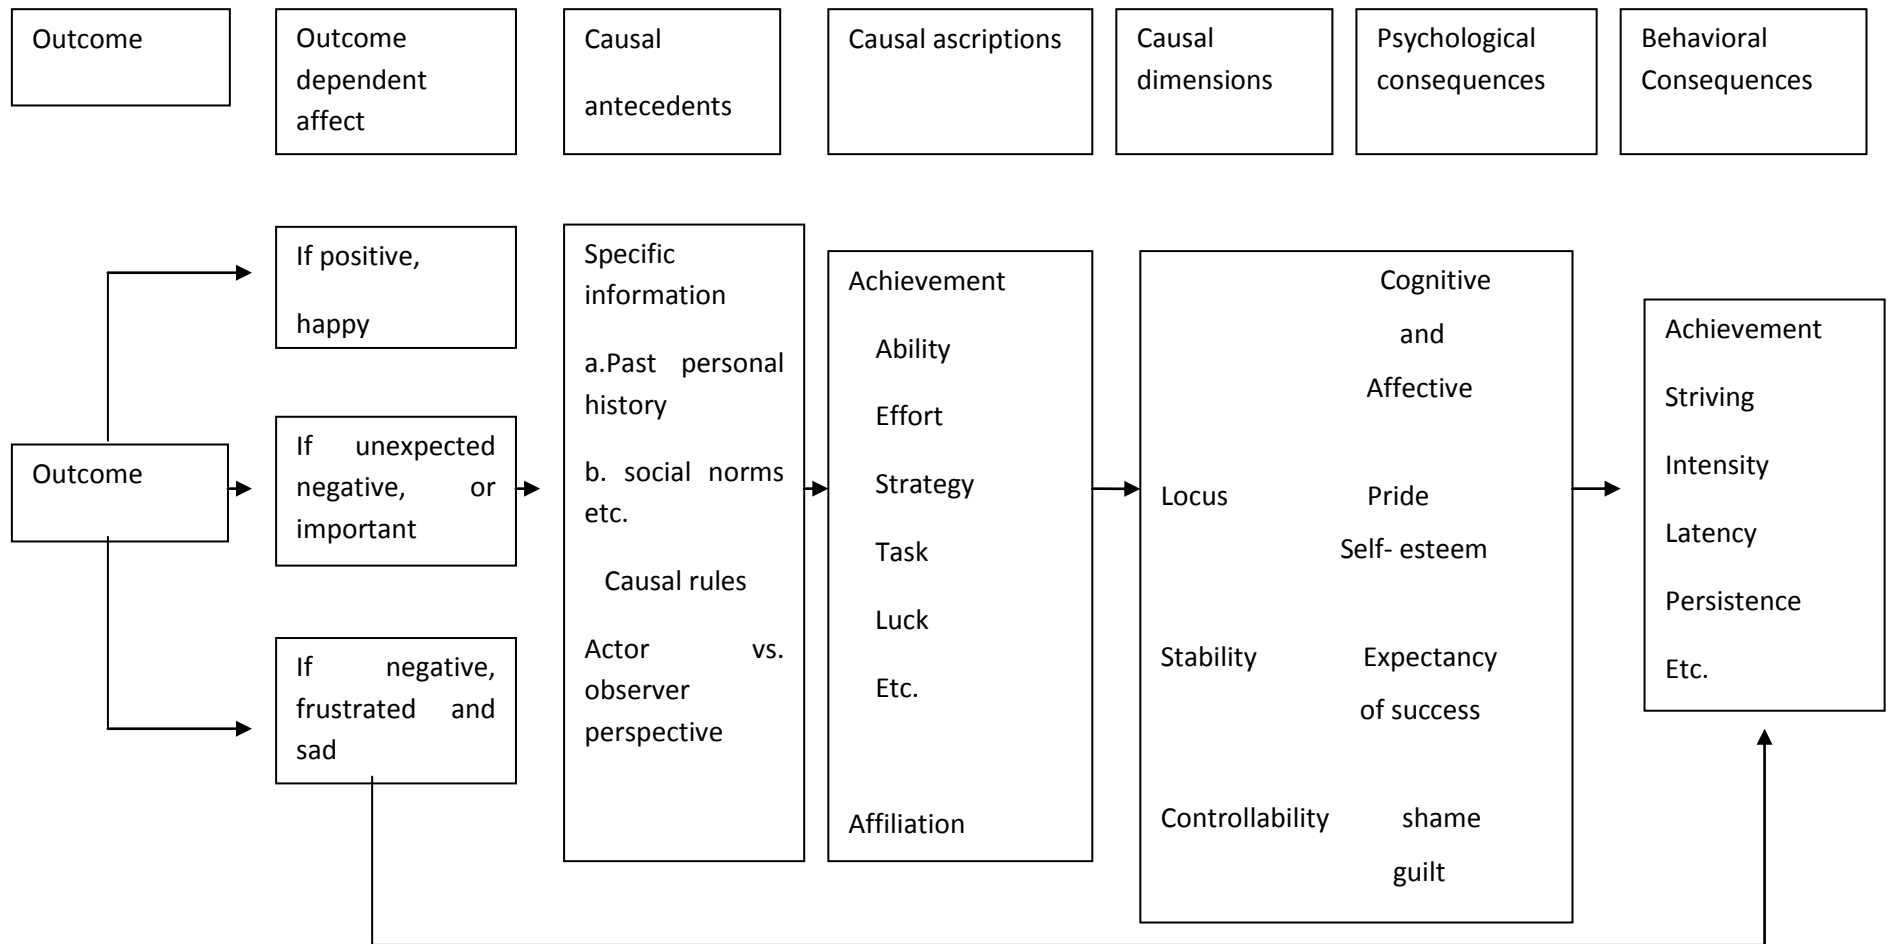 Outcome
Outcome
dependent
affect
Causal
antecedents
Causal ascriptions
Causal
dimensions
Psychological
consequences
Behavioral
Consequences
Outcome
If positive,
happy
If unexpected
negative, or
important
If negative,
frustrated and
sad
Specific
information
a.Past personal
history
b. social norms
etc.
Causal rules
Actor vs.
observer
perspective
Achievement
Ability
Effort
Strategy
Task
Luck
Etc.
Affiliation
Cognitive
and
Affective
Locus Pride
Self- esteem
Stability Expectancy
of success
Controllability shame
guilt
Achievement
Striving
Intensity
Latency
Persistence
Etc.